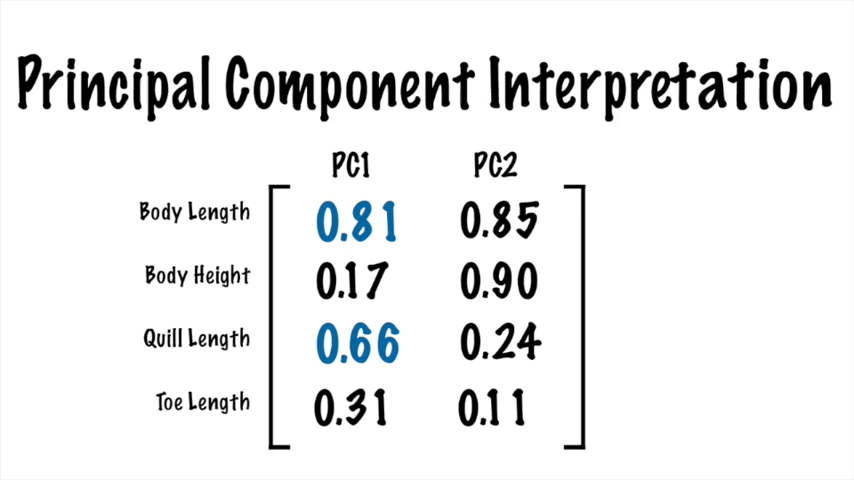 Principal Component Interpretation
PC1 PC2
Body Length 0.81 0.85
Body Height 0.17 0.90
Quill Length 0.66 0.24
Toe Length 0.31 0.11